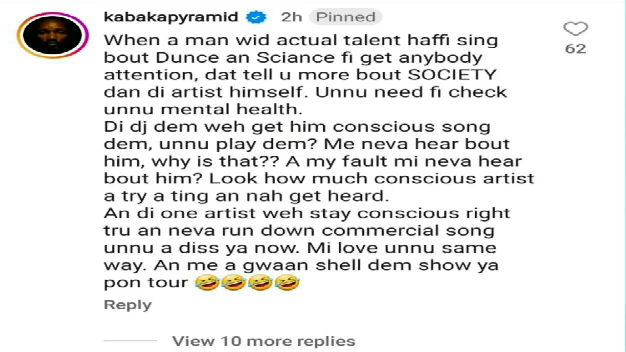 kabakapyramid 2h Pinned
When a man wid actual talent haffi sing
bout Dunce an Sciance fi get anybody
attention, dat tell u more bout SOCIETY
dan di artist himself. Unnu need fi check
unnu mental health.
Di dj dem weh get him conscious song
dem, unnu play dem? Me neva hear bout
him, why is that?? A my fault mi neva hear
bout him? Look how much conscious artist
a try a ting an nah get heard.
An di one artist weh stay conscious right
tru an neva run down commercial song
unnu a diss ya now. Mi love unnu same
way. An me a gwaan shell dem show ya
pon tour 🤣🤣🤣🤣
62
Reply
View 10 more replies